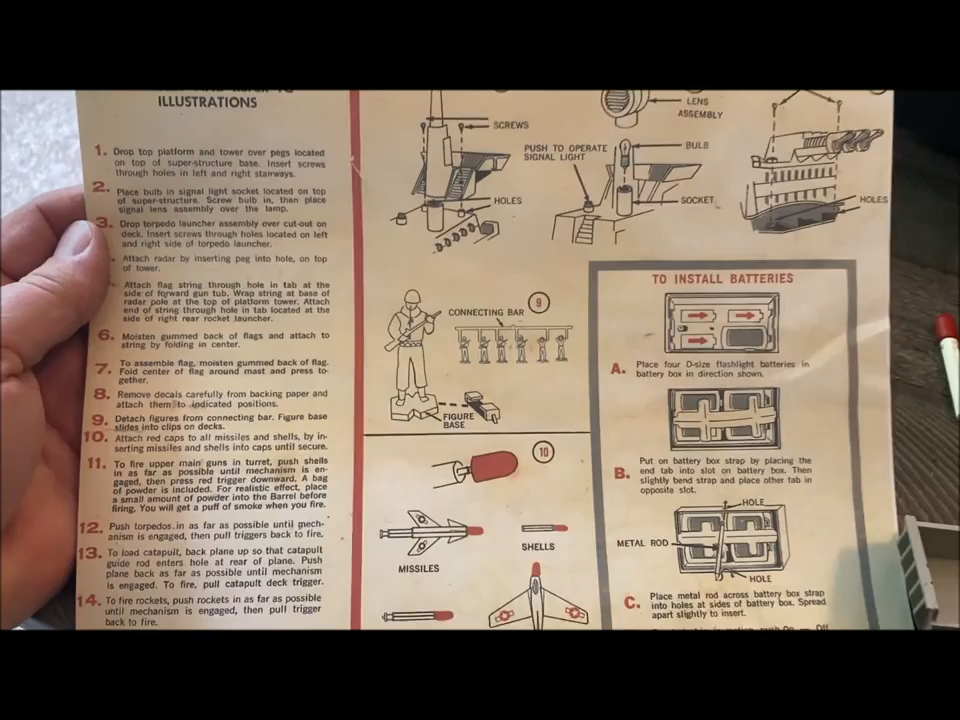 ILLUSTRATIONS
1. Drop top platform and tower over pegs located
on top of super-structure base. Insert screws
through holes in left and right stairways.
2. Place bulb in signal light socket located on top
of super-structure. Screw bulb in, then place
signal lens assembly over the lamp.
3. Drop torpedo launcher assembly over cut-out on
deck. Insert screws through holes located on left
and right side of torpedo launcher.
Attach radar by inserting peg into hole, on top
of tower.
Attach flag string through hole in tab at the
side of forward gun tub. Wrap string at base of
radar pole at the top of platform tower. Attach
end of string through hole in tab located at the
side of right rear rocket launcher.
6. Moisten gummed back of flags and attach to
string by folding in center.
7. To assemble flag, moisten gummed back of flag.
Fold center of flag around mast and press to-
gether.
8. Remove decals carefully from backing paper and
attach them to indicated positions.
9. Detach figures from connecting bar. Figure base
slides into clips on decks.
10. Attach red caps to all missiles and shells, by in-
serting missiles and shells into caps until secure.
11. To fire upper main guns in turret, push shells
in as far as possible until mechanism is en-
gaged, then press red trigger downward. A bag
of powder is included. For realistic effect, place
a small amount of powder into the Barrel before
firing. You will get a puff of smoke when you fire.
12. Push torpedos in as far as possible until mech-
anism is engaged, then pull triggers back to fire.
13. To load catapult, back plane up so that catapult
guide rod enters hole at rear of plane. Push
plane back as far as possible until mechanism
is engaged. To fire, pull catapult deck trigger.
14. To fire rockets, push rockets in as far as possible
until mechanism is engaged, then pull trigger
back to fire.
SCREWS
HOLES
LENS
ASSEMBLY
PUSH TO OPERATE
SIGNAL LIGHT
BULB
SOCKET
HOLES
9
CONNECTING BAR
FIGURE
BASE
10
MISSILES
SHELLS
TO INSTALL BATTERIES
A. Place four D-size flashlight batteries in
battery box in direction shown.
B. Put on battery box strap by placing the
end tab into slot on battery box. Then
slightly bend strap and place other tab in
opposite slot.
HOLE
METAL ROD
HOLE
C. Place metal rod across battery box strap
into holes at sides of battery box. Spread
apart slightly to insert.